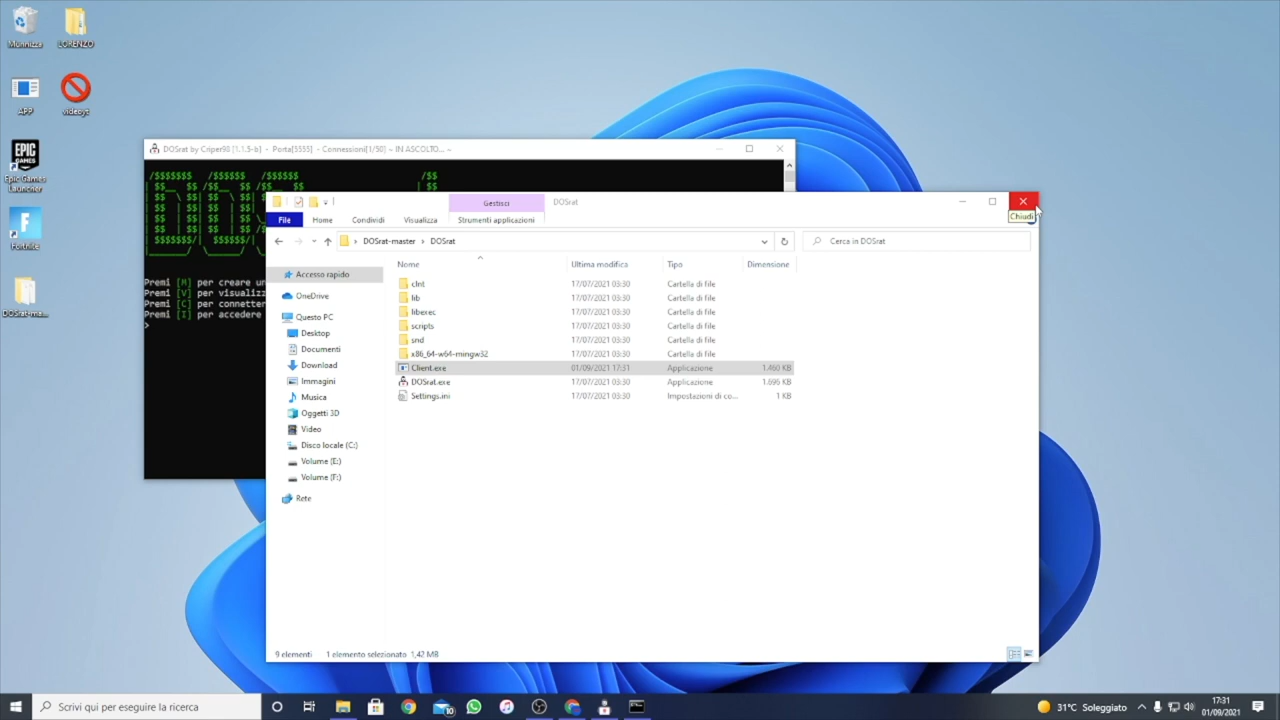 Munnizza
LORENZO
APP
videoyt
EPIC
GAMES
Epic Games
Launcher
Fortnite
DOSrat-ma...
DOSrat by Criper98 [1.1.5-b] - Porta[5555] - Connessioni[1/50] - IN ASCOLTO... ~
Premi [M] per creare un
Premi [V] per visualiz
Premi [C] per connetter
Premi [I] per accedere
>
Gestisci
DOSrat
Chiudi
File
Home
Condividi
Visualizza
Strumenti applicazioni
DOSrat-master > DOSrat
Cerca in DOSrat
Nome
Ultima modifica
Tipo
Dimensione
Accesso rapido
OneDrive
Questo PC
Desktop
Documenti
Download
Immagini
Musica
Oggetti 3D
Video
Disco locale (C:)
Volume (E:)
Volume (F:)
Rete
clnt 17/07/2021 03:30 Cartella di file
lib 17/07/2021 03:30 Cartella di file
libexec 17/07/2021 03:30 Cartella di file
scripts 17/07/2021 03:30 Cartella di file
snd 17/07/2021 03:30 Cartella di file
x86_64-w64-mingw32 17/07/2021 03:30 Cartella di file
Client.exe 01/09/2021 17:31 Applicazione 1.460 KB
DOSrat.exe 17/07/2021 03:30 Applicazione 1.696 KB
Settings.ini 17/07/2021 03:30 Impostazioni di co... 1 KB
9 elementi 1 elemento selezionato 1,42 MB
Scrivi qui per eseguire la ricerca
10
31°C Soleggiato
17:31
01/09/2021